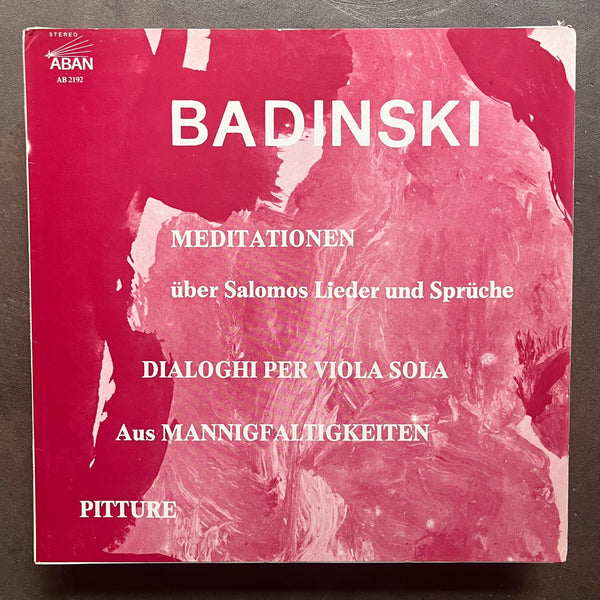 STEREO
ABAN
AB 2192
BADINSKI
MEDITATIONEN
über Salomos Lieder und Sprüche
DIALOGHI PER VIOLA SOLA
Aus MANNIGFALTIGKEITEN
PITTURE